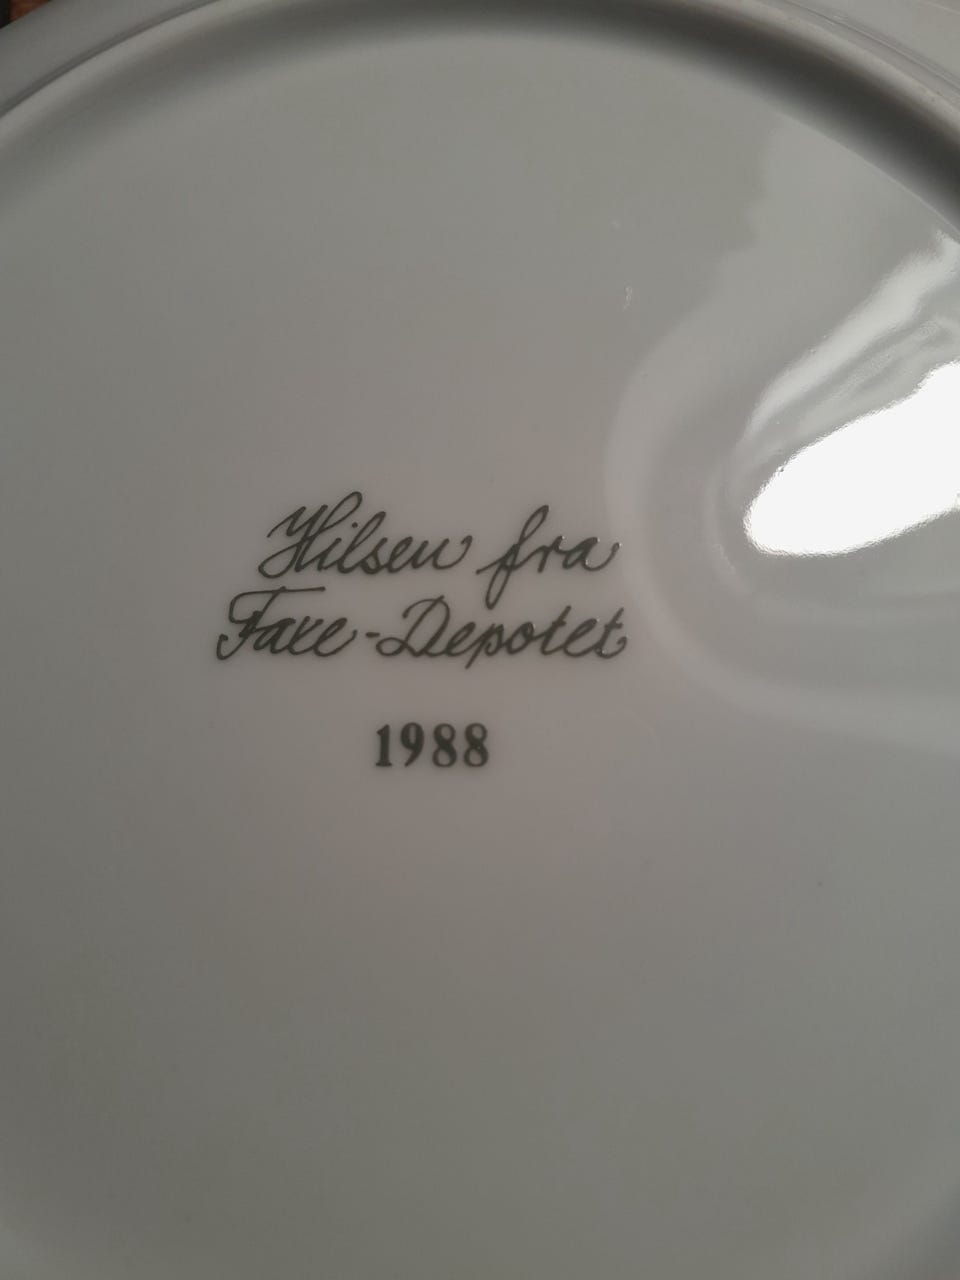 Hilsen fra
Faxe-Depotet
1988